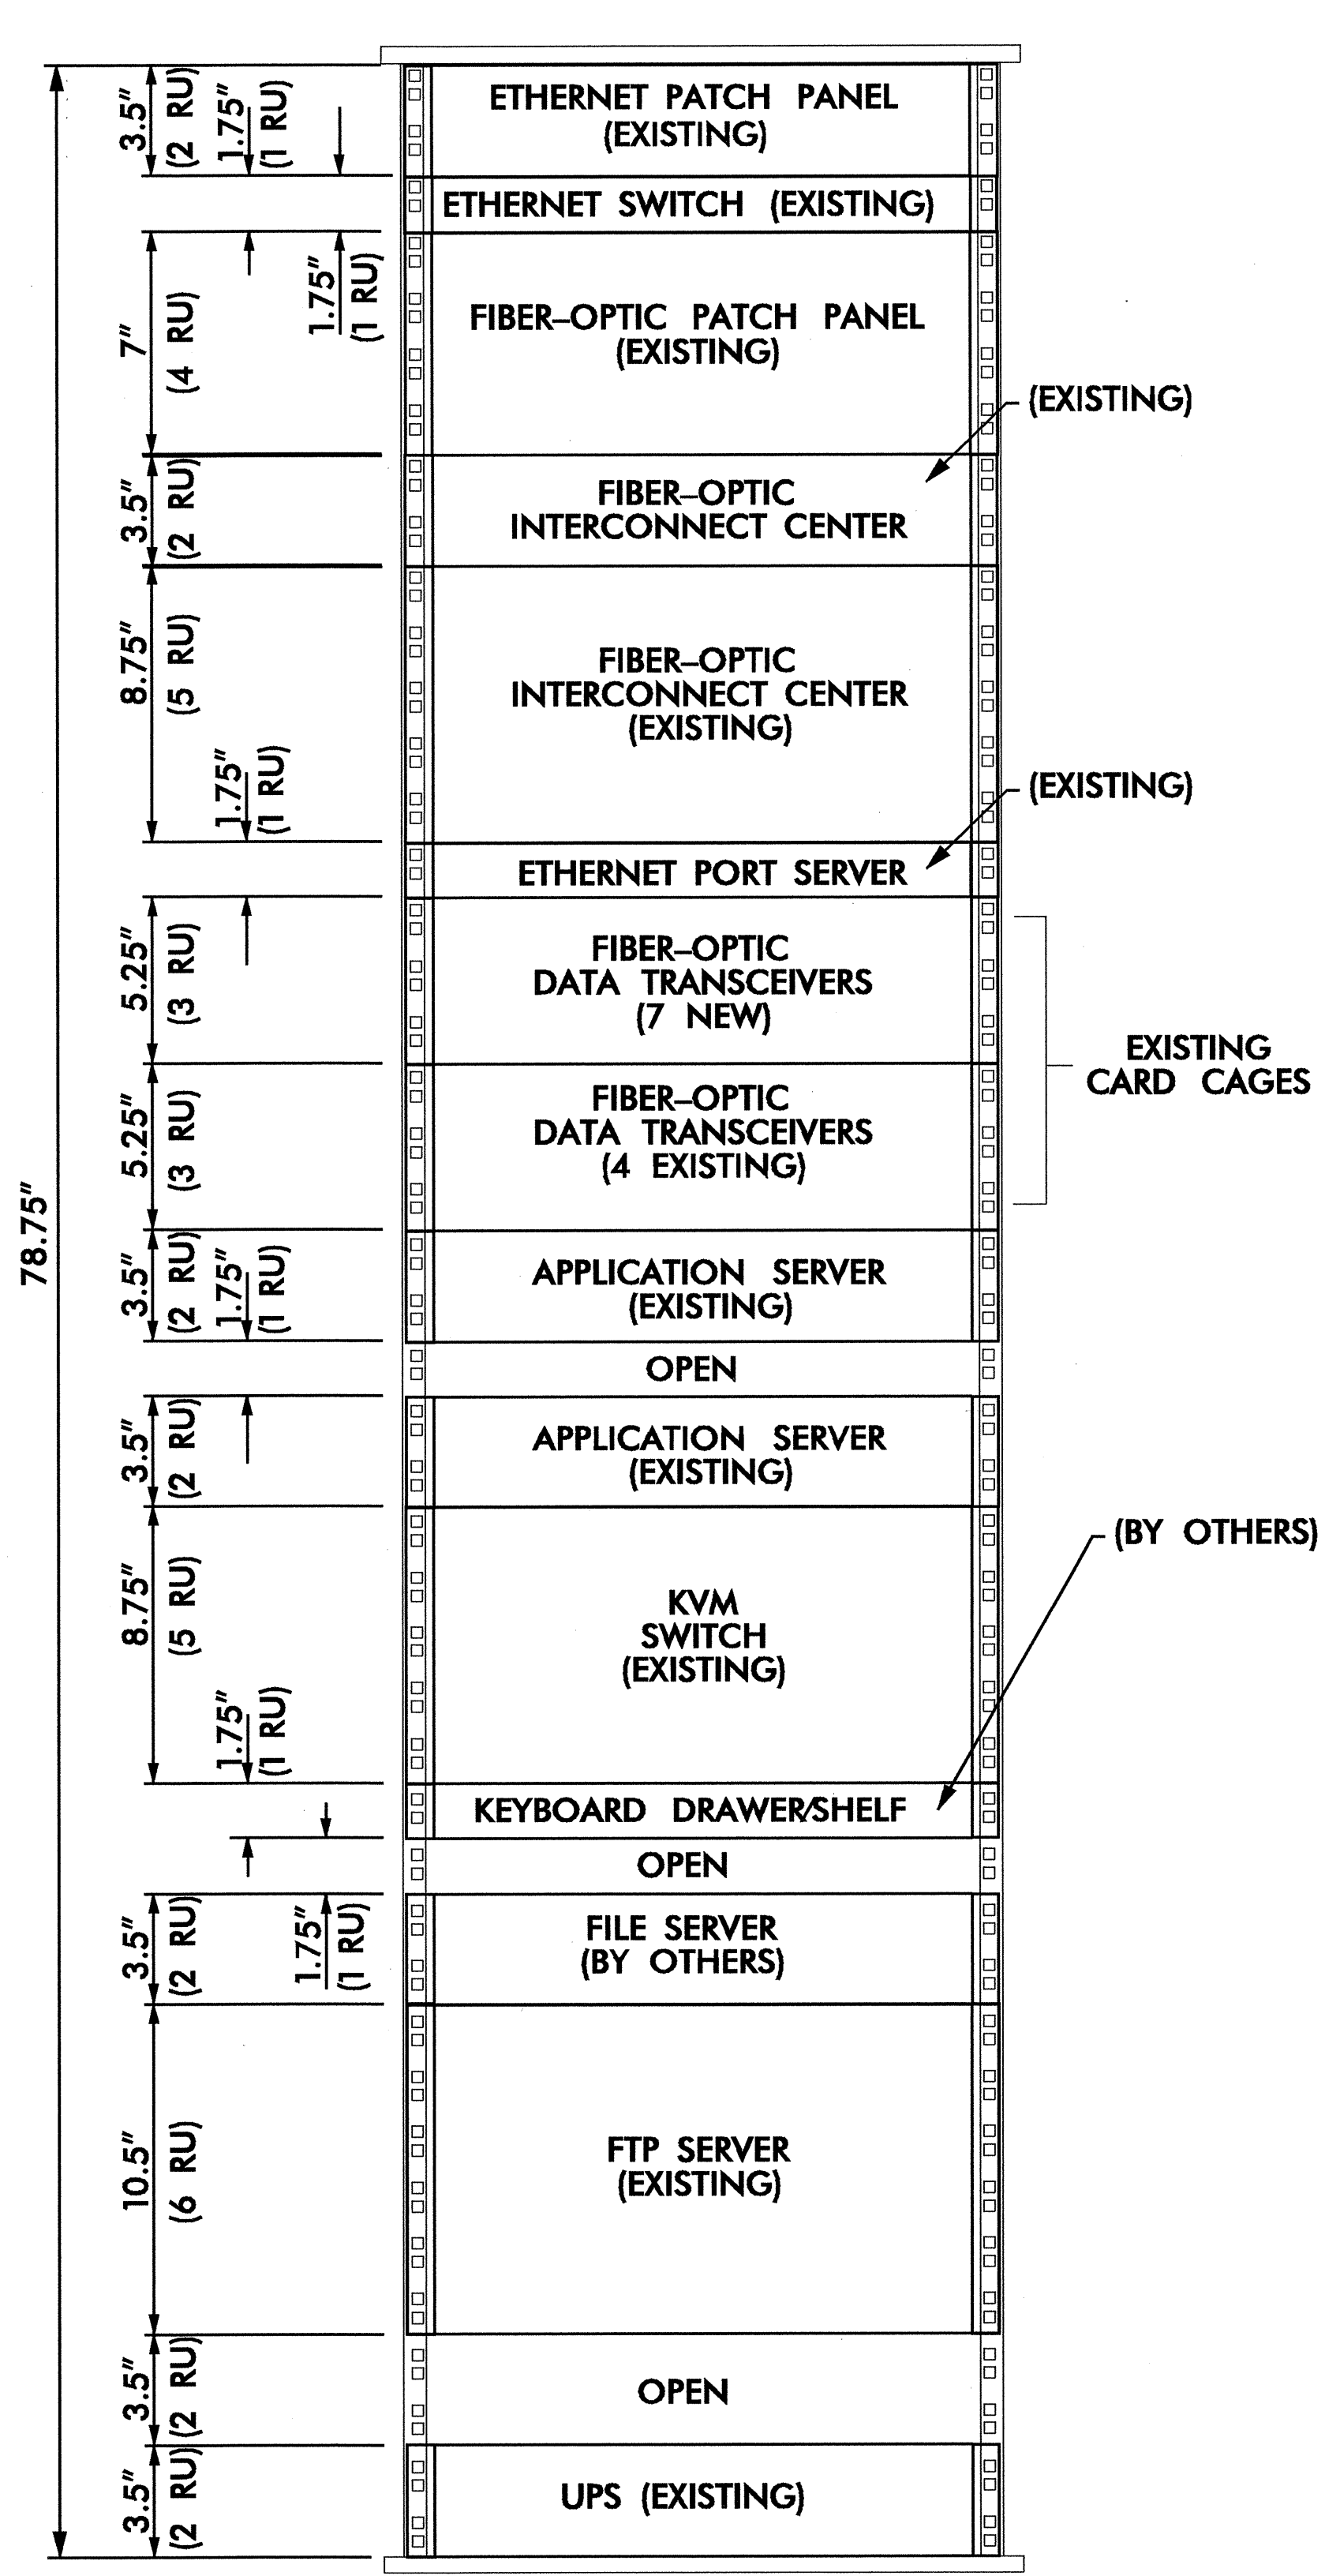 ETHERNET PATCH PANEL
(EXISTING)
3.5"
(2 RU)
1.75"
(1 RU)
ETHERNET SWITCH (EXISTING)
1.75"
(1 RU)
FIBER-OPTIC PATCH PANEL
(EXISTING)
7"
(4 RU)
(EXISTING)
FIBER-OPTIC
INTERCONNECT CENTER
3.5"
(2 RU)
FIBER-OPTIC
INTERCONNECT CENTER
(EXISTING)
8.75"
(5 RU)
1.75"
(1 RU)
(EXISTING)
ETHERNET PORT SERVER
FIBER-OPTIC
DATA TRANSCEIVERS
(7 NEW)
5.25"
(3 RU)
EXISTING
CARD CAGES
FIBER-OPTIC
DATA TRANSCEIVERS
(4 EXISTING)
5.25"
(3 RU)
78.75"
APPLICATION SERVER
(EXISTING)
3.5"
(2 RU)
1.75"
(1 RU)
OPEN
APPLICATION SERVER
(EXISTING)
3.5"
(2 RU)
(BY OTHERS)
KVM
SWITCH
(EXISTING)
8.75"
(5 RU)
1.75"
(1 RU)
KEYBOARD DRAWER/SHELF
OPEN
FILE SERVER
(BY OTHERS)
3.5"
(2 RU)
1.75"
(1 RU)
FTP SERVER
(EXISTING)
10.5"
(6 RU)
OPEN
3.5"
(2 RU)
UPS (EXISTING)
3.5"
(2 RU)